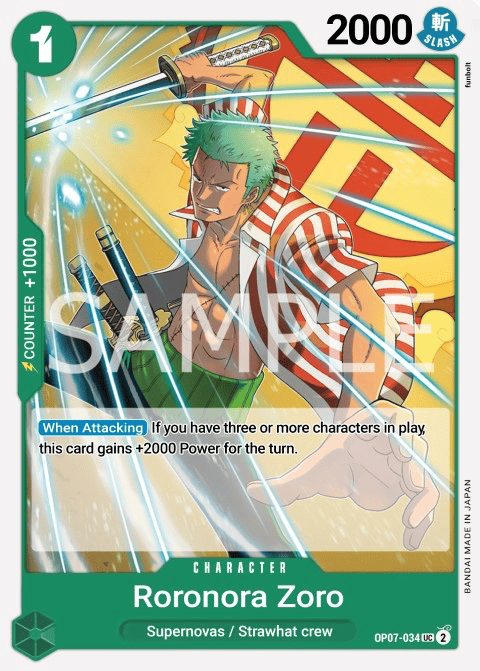 1
2000
斬
SLASH
funbolt
COUNTER +1000
SAMPLE
When Attacking If you have three or more characters in play,
this card gains +2000 Power for the turn.
BANDAI MADE IN JAPAN
CHARACTER
Roronora Zoro
Supernovas / Strawhat crew
OP07-034 UC 2